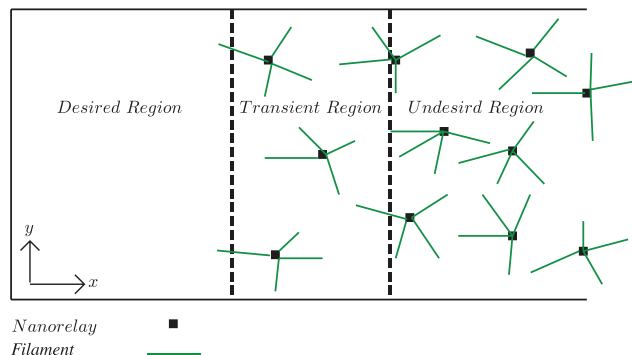 Desired Region Transient Region Undesird Region
y
x
Nanorelay
Filament